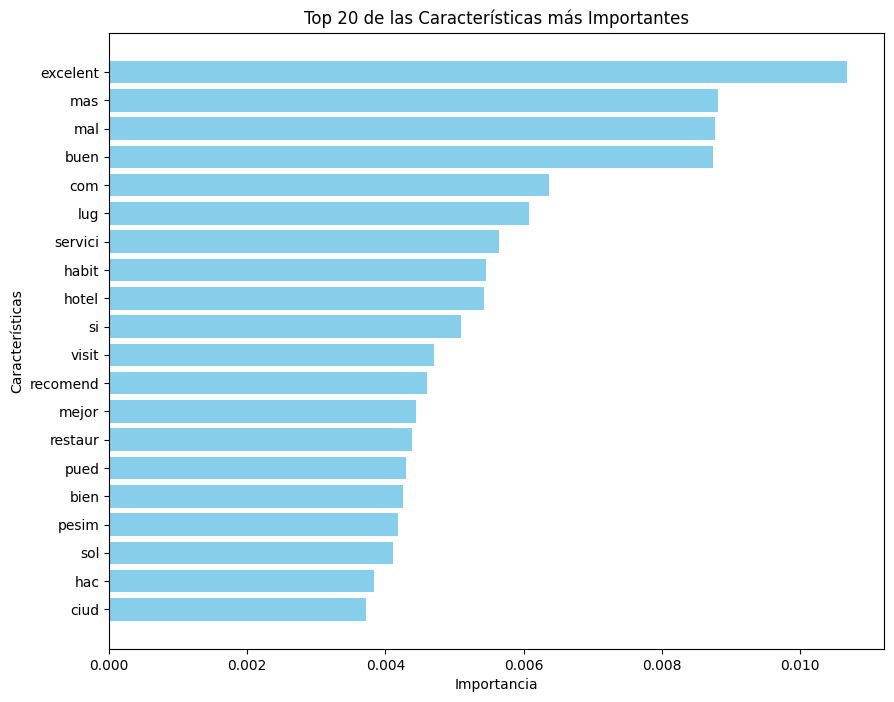 Top 20 de las Características más Importantes
excelent
mas
mal
buen
com
lug
servici
habit
hotel
si
visit
recomend
mejor
restaur
pued
bien
pesim
sol
hac
ciud
Características
0.000 0.002 0.004 0.006 0.008 0.010
Importancia